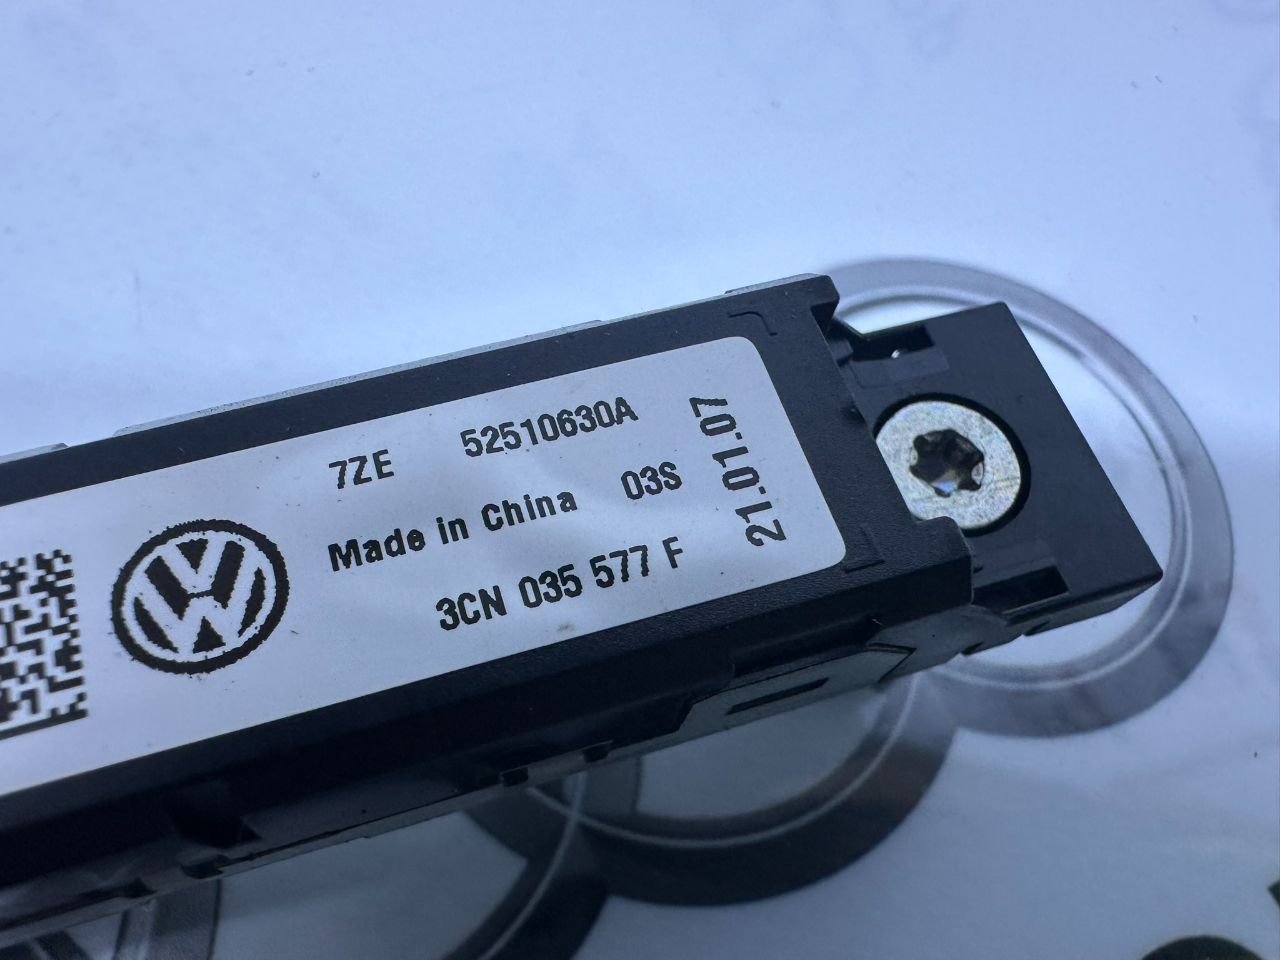 7ZE 52510630A
Made in China 03S
3CN 035 577 F
21.01.07